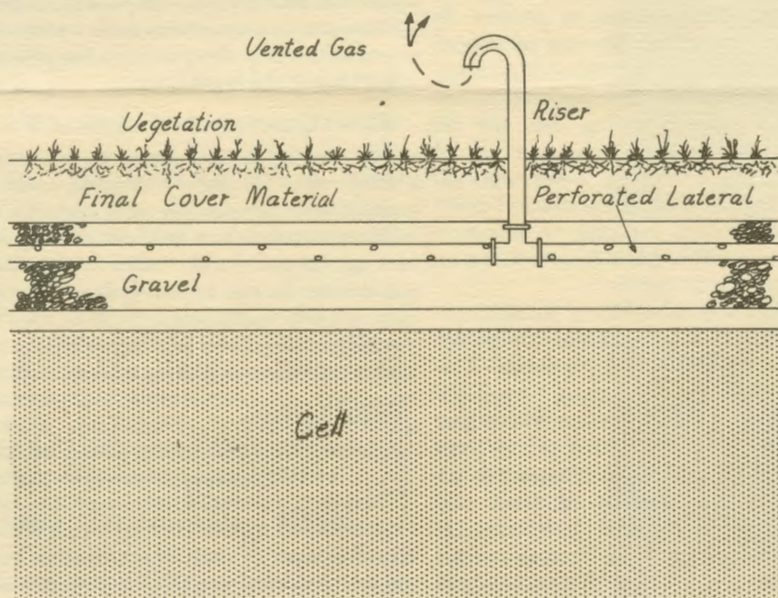 Vented Gas
Riser
Vegetation
Final Cover Material
Perforated Lateral
Gravel
Cell